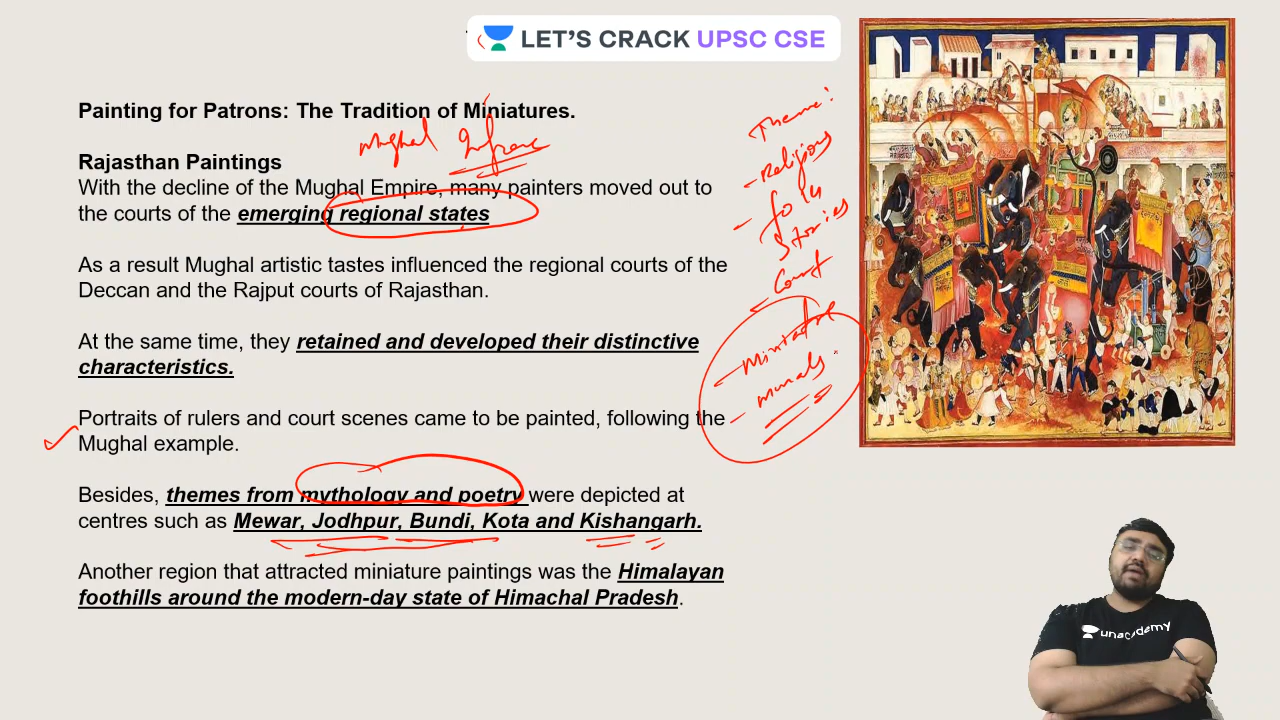 LET'S CRACK UPSC CSE
Painting for Patrons: The Tradition of Miniatures.
Mughal
Rajasthan Paintings
With the decline of the Mughal Empire, many painters moved out to
the courts of the emerging regional states
As a result Mughal artistic tastes influenced the regional courts of the
Deccan and the Rajput courts of Rajasthan.
At the same time, they retained and developed their distinctive
characteristics.
Portraits of rulers and court scenes came to be painted, following the
Mughal example.
Besides, themes from mythology and poetry were depicted at
centres such as Mewar, Jodhpur, Bundi, Kota and Kishangarh.
Another region that attracted miniature paintings was the Himalayan
foothills around the modern-day state of Himachal Pradesh.
Theme:
- Religious
- folk
Stories
- Court
- Miniature
- murals
unacademy